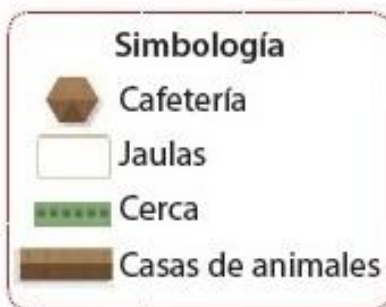 Simbología
Cafetería
Jaulas
Cerca
Casas de animales